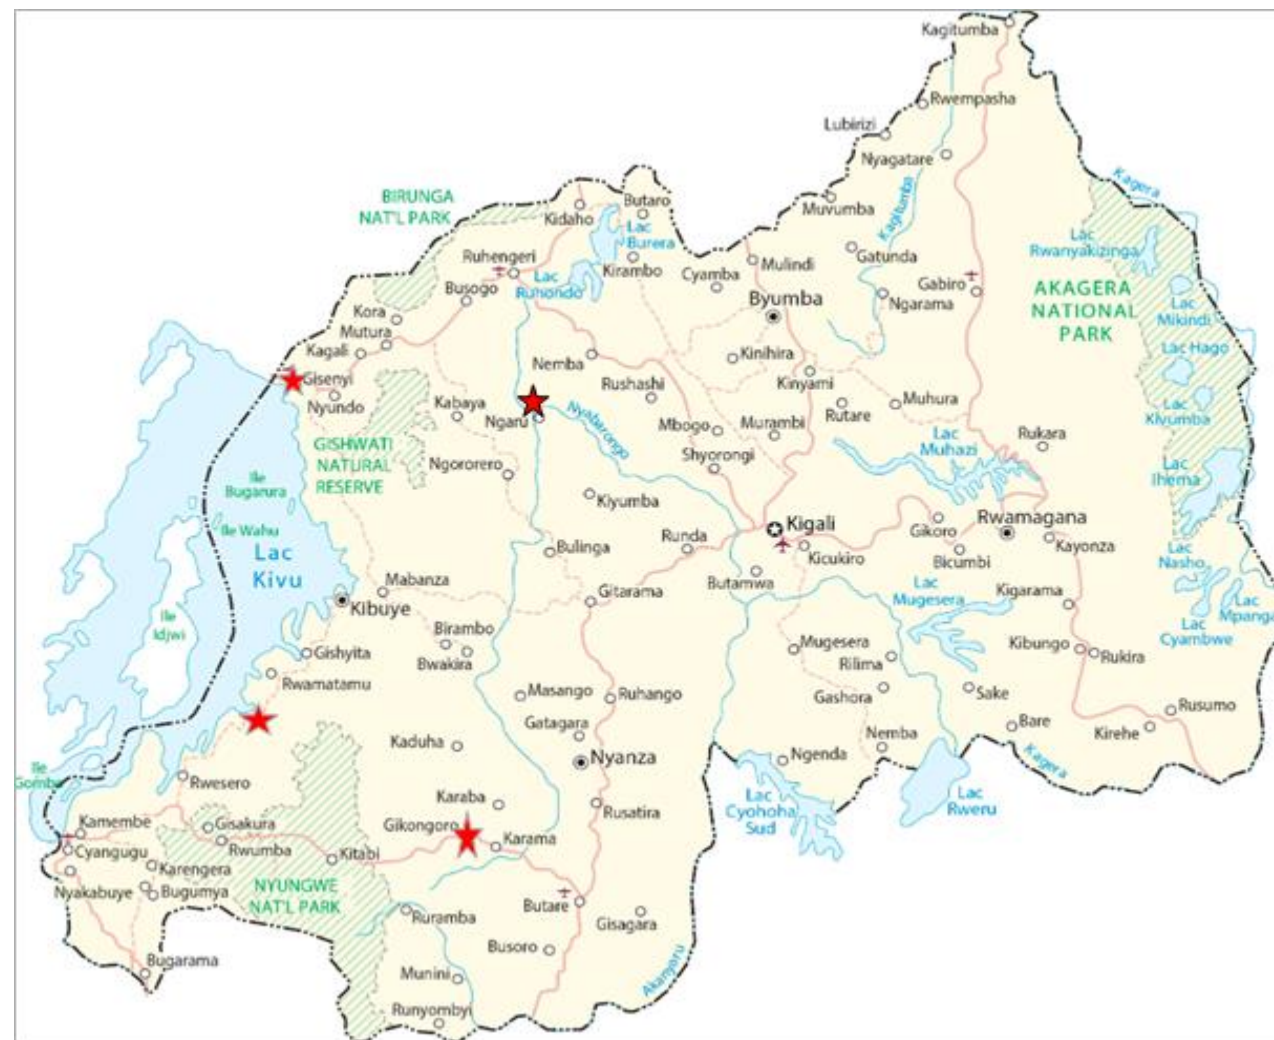 Kagitumba
Rwempasha
Lubirizi
Nyagatare
Kagera
BIRUNGA
NAT'L PARK
Kidaho
Butaro
Muvumba
Kagitumba
Lac
Burera
Lac
Rwanyakizinga
Ruhengeri
Kirambo
Cyamba
Mulindi
Gatunda
Busogo
Lac
Ruhondo
Byumba
Gabiro
Ngarama
AKAGERA
NATIONAL
PARK
Lac
Mikindi
Kora
Mutura
Kagali
Nemba
Kinihira
Kinyami
Lac Hago
Gisenyi
Nyundo
Kabaya
Ngaru
Nyabarongo
Rushashi
Mbogo
Murambi
Rutare
Muhura
Lac
Kivumba
GISHWATI
NATURAL
RESERVE
Ngororero
Shyorongi
Lac
Muhazi
Rukara
Lac
Ihema
Ile
Bugarura
Kiyumba
Ile Wahu
Lac
Kivu
Bulinga
Runda
Kigali
Kicukiro
Gikoro
Bicumbi
Rwamagana
Kayonza
Lac
Nasho
Mabanza
Kibuye
Gitarama
Butamwa
Lac
Mugesera
Kigarama
Lac
Mpanga
Lac
Cyambwe
Ile
Idjwi
Birambo
Bwakira
Gishyita
Rwamatamu
Mugesera
Rilima
Kibungo
Rukira
Masango
Ruhango
Gashora
Sake
Rusumo
Gatagara
Kaduha
Nyanza
Nemba
Bare
Kirehe
Ngenda
Kagera
Ile
Gombo
Rwesero
Karaba
Rusatira
Lac
Cyohoha
Sud
Lac
Rweru
Kamembe
Gisakura
Gikongoro
Karama
Cyangugu
Rwumba
Kitabi
Karengera
Nyakabuye
Bugumya
NYUNGWE
NAT'L PARK
Ruramba
Butare
Gisagara
Busoro
Bugarama
Munini
Akanyaru
Runyombyi